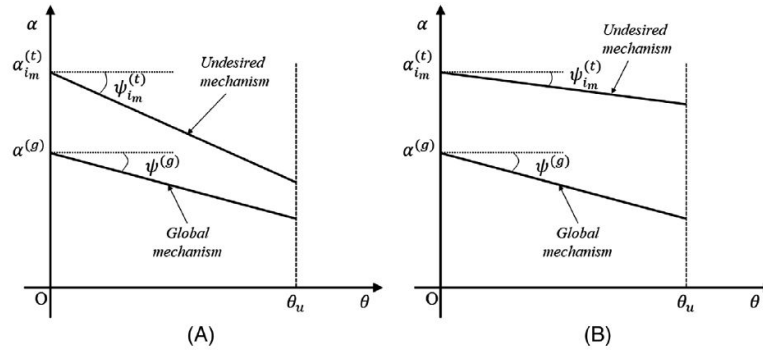 α
α_{i_m}^{(t)}
ψ_{i_m}^{(t)}
Undesired
mechanism
α^{(g)}
ψ^{(g)}
Global
mechanism
O
θ_u
θ
(A)
α
α_{i_m}^{(t)}
ψ_{i_m}^{(t)}
Undesired
mechanism
α^{(g)}
ψ^{(g)}
Global
mechanism
O
θ_u
θ
(B)